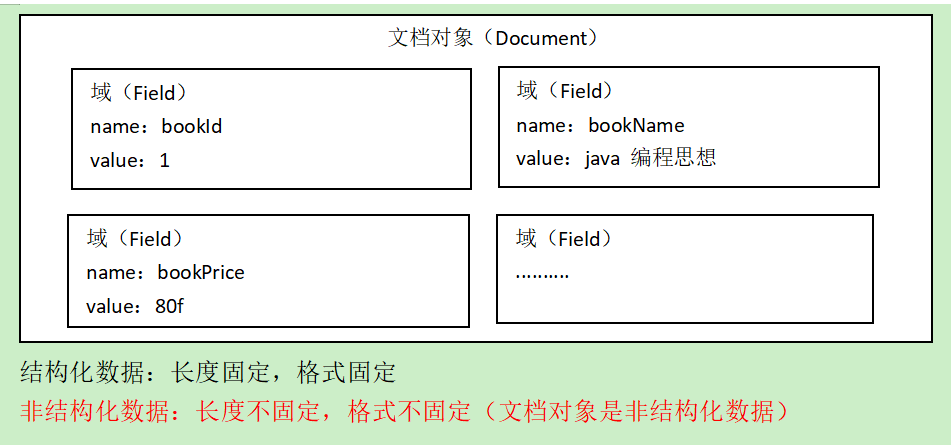 文档对象（Document）
域（Field）
name：bookId
value：1
域（Field）
name：bookName
value：java 编程思想
域（Field）
name：bookPrice
value：80f
域（Field）
..........
结构化数据：长度固定，格式固定
非结构化数据：长度不固定，格式不固定（文档对象是非结构化数据）